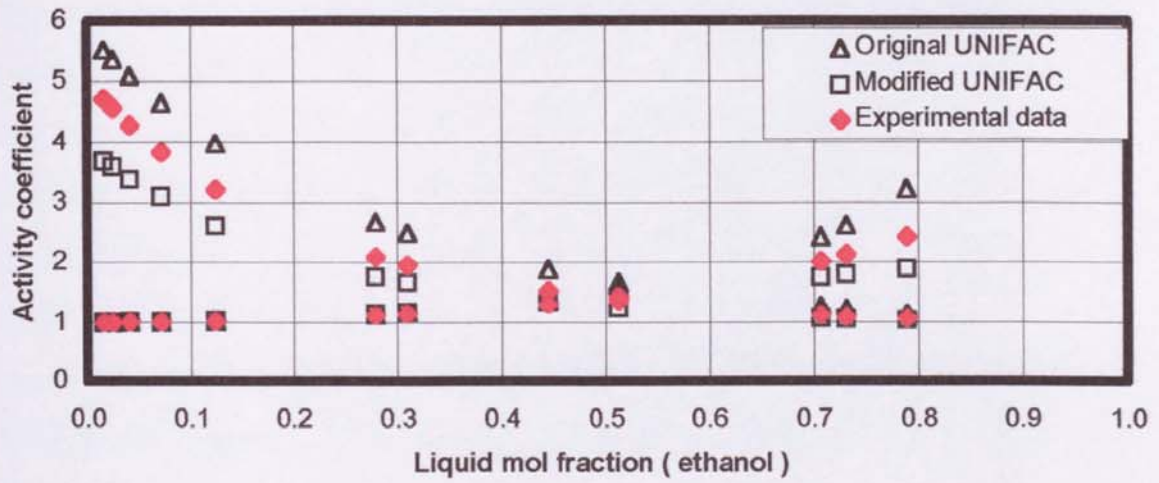 6
5
4
3
2
1
0
Activity coefficient
Original UNIFAC
Modified UNIFAC
Experimental data
0.0 0.1 0.2 0.3 0.4 0.5 0.6 0.7 0.8 0.9 1.0
Liquid mol fraction ( ethanol )